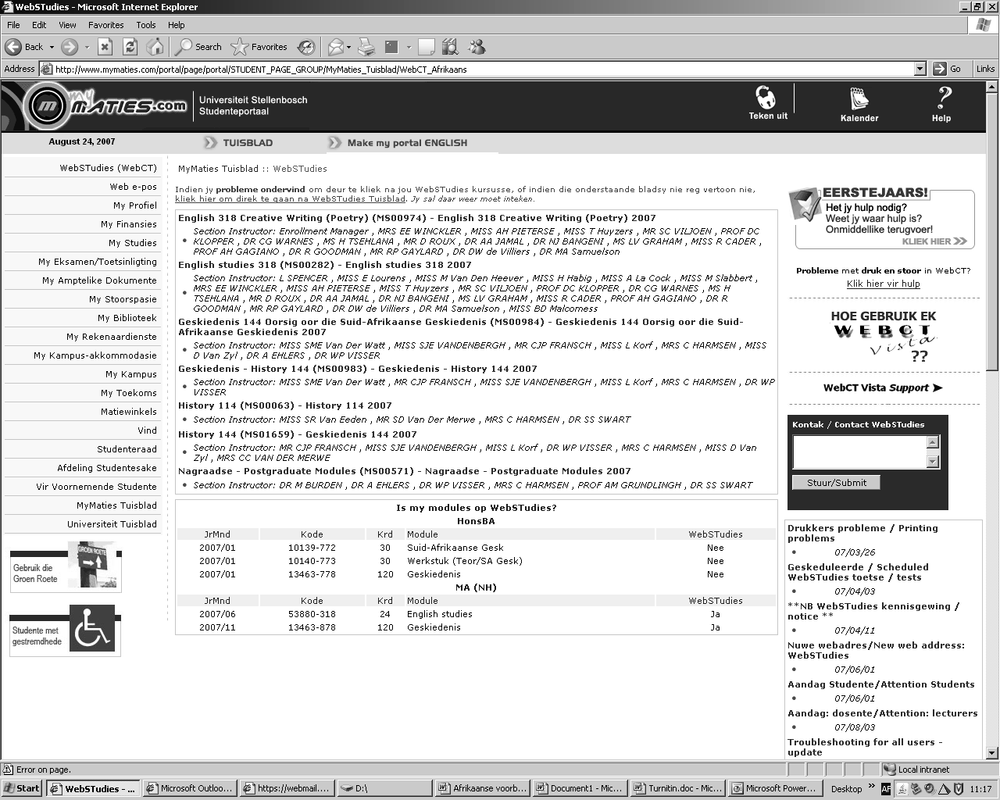 WebSTudies - Microsoft Internet Explorer
File Edit View Favorites Tools Help
Back Search Favorites
Address http://www.mymaties.com/portal/page/portal/STUDENT_PAGE_GROUP/MyMaties_Tuisblad/WebCT_Afrikaans Go Links
my MATIES.com
Universiteit Stellenbosch
Studenteportaal
Teken uit Kalender Help
August 24, 2007 TUISBLAD Make my portal ENGLISH
WebSTudies (WebCT)
Web e-pos
My Profiel
My Finansies
My Studies
My Eksamen/Toetsinligting
My Amptelike Dokumente
My Stoorspasie
My Biblioteek
My Rekenaardienste
My Kampus-akkommodasie
My Kampus
My Toekoms
Matiewinkels
Vind
Studenteraad
Afdeling Studentesake
Vir Voornemende Studente
MyMaties Tuisblad
Universiteit Tuisblad
Gebruik die
Groen Roete
GROEN ROETE
Studente met
gestremdhede
MyMaties Tuisblad :: WebSTudies
Indien jy probleme ondervind om deur te kliek na jou WebSTudies kursusse, of indien die onderstaande bladsy nie reg vertoon nie,
kliek hier om direk te gaan na WebSTudies Tuisblad. Jy sal daar weer moet inteken.
English 318 Creative Writing (Poetry) (MS00974) - English 318 Creative Writing (Poetry) 2007
Section Instructor: Enrollment Manager , MRS EE WINCKLER , MISS AH PIETERSE , MISS T Huyzers , MR SC VILJOEN , PROF DC
KLOPPER , DR CG WARNES , MS H TSEHLANA , MR D ROUX , DR AA JAMAL , DR NJ BANGENI , MS LV GRAHAM , MISS R CADER ,
PROF AH GAGIANO , DR R GOODMAN , MR RP GAYLARD , DR DW de Villiers , DR MA Samuelson
English studies 318 (MS00282) - English studies 318 2007
Section Instructor: L SPENCER , MISS E Lourens , MISS M Van Den Heever , MISS H Habig , MISS A La Cock , MISS M Slabbert ,
MRS EE WINCKLER , MISS AH PIETERSE , MISS T Huyzers , MR SC VILJOEN , PROF DC KLOPPER , DR CG WARNES , MS H
TSEHLANA , MR D ROUX , DR AA JAMAL , DR NJ BANGENI , MS LV GRAHAM , MISS R CADER , PROF AH GAGIANO , DR R
GOODMAN , MR RP GAYLARD , DR DW de Villiers , DR MA Samuelson , MISS BD Malcomess
Geskiedenis 144 Oorsig oor die Suid-Afrikaanse Geskiedenis (MS00984) - Geskiedenis 144 Oorsig oor die Suid-
Afrikaanse Geskiedenis 2007
Section Instructor: MISS SME Van Der Watt , MISS SJE VANDENBERGH , MR CJP FRANSCH , MISS L Korf , MRS C HARMSEN , MISS
D Van Zyl , DR A EHLERS , DR WP VISSER
Geskiedenis - History 144 (MS00983) - Geskiedenis - History 144 2007
Section Instructor: MISS SME Van Der Watt , MR CJP FRANSCH , MISS SJE VANDENBERGH , MISS L Korf , MRS C HARMSEN , DR WP
VISSER
History 114 (MS00063) - History 114 2007
Section Instructor: MISS SR Van Eeden , MR SD Van Der Merwe , MRS C HARMSEN , DR SS SWART
History 144 (MS01659) - Geskiedenis 144 2007
Section Instructor: MR CJP FRANSCH , MISS SJE VANDENBERGH , MISS L Korf , DR WP VISSER , MRS C HARMSEN , MISS D Van
Zyl , MRS CC VAN DER MERWE
Nagraadse - Postgraduate Modules (MS00571) - Nagraadse - Postgraduate Modules 2007
Section Instructor: DR M BURDEN , DR A EHLERS , DR WP VISSER , MRS C HARMSEN , PROF AM GRUNDLINGH , DR SS SWART
Is my modules op WebSTudies?
HonsBA
JrMnd Kode Krd Module WebSTudies
2007/01 10139-772 30 Suid-Afrikaanse Gesk Nee
2007/01 10140-773 30 Werkstuk (Teor/SA Gesk) Nee
2007/01 13463-778 120 Geskiedenis Nee
MA (NH)
JrMnd Kode Krd Module WebSTudies
2007/06 53880-318 24 English studies Ja
2007/11 13463-878 120 Geskiedenis Ja
EERSTEJAARS!
Het jy hulp nodig?
Weet jy waar hulp is?
Onmiddellike terugvoer!
KLIEK HIER
Probleme met druk en stoor in WebCT?
Klik hier vir hulp
HOE GEBRUIK EK
WEBCT
Vista
??
WebCT Vista Support
Kontak / Contact WebSTudies
Stuur/Submit
Drukkers probleme / Printing
problems
07/03/26
Geskeduleerde / Scheduled
WebSTudies toetse / tests
07/04/03
**NB WebSTudies kennisgewing /
notice **
07/04/11
Nuwe webadres/New web address:
WebSTudies
07/06/01
Aandag Studente/Attention Students
07/06/01
Aandag: dosente/Attention: lecturers
07/08/03
Troubleshooting for all users -
update
Error on page. Local intranet
Start WebSTudies - ... Microsoft Outloo... https://webmail.... D:\ Afrikaanse voorb... Document1 - Mic... Turnitin.doc - Mic... Microsoft Power... Desktop AF 11:17